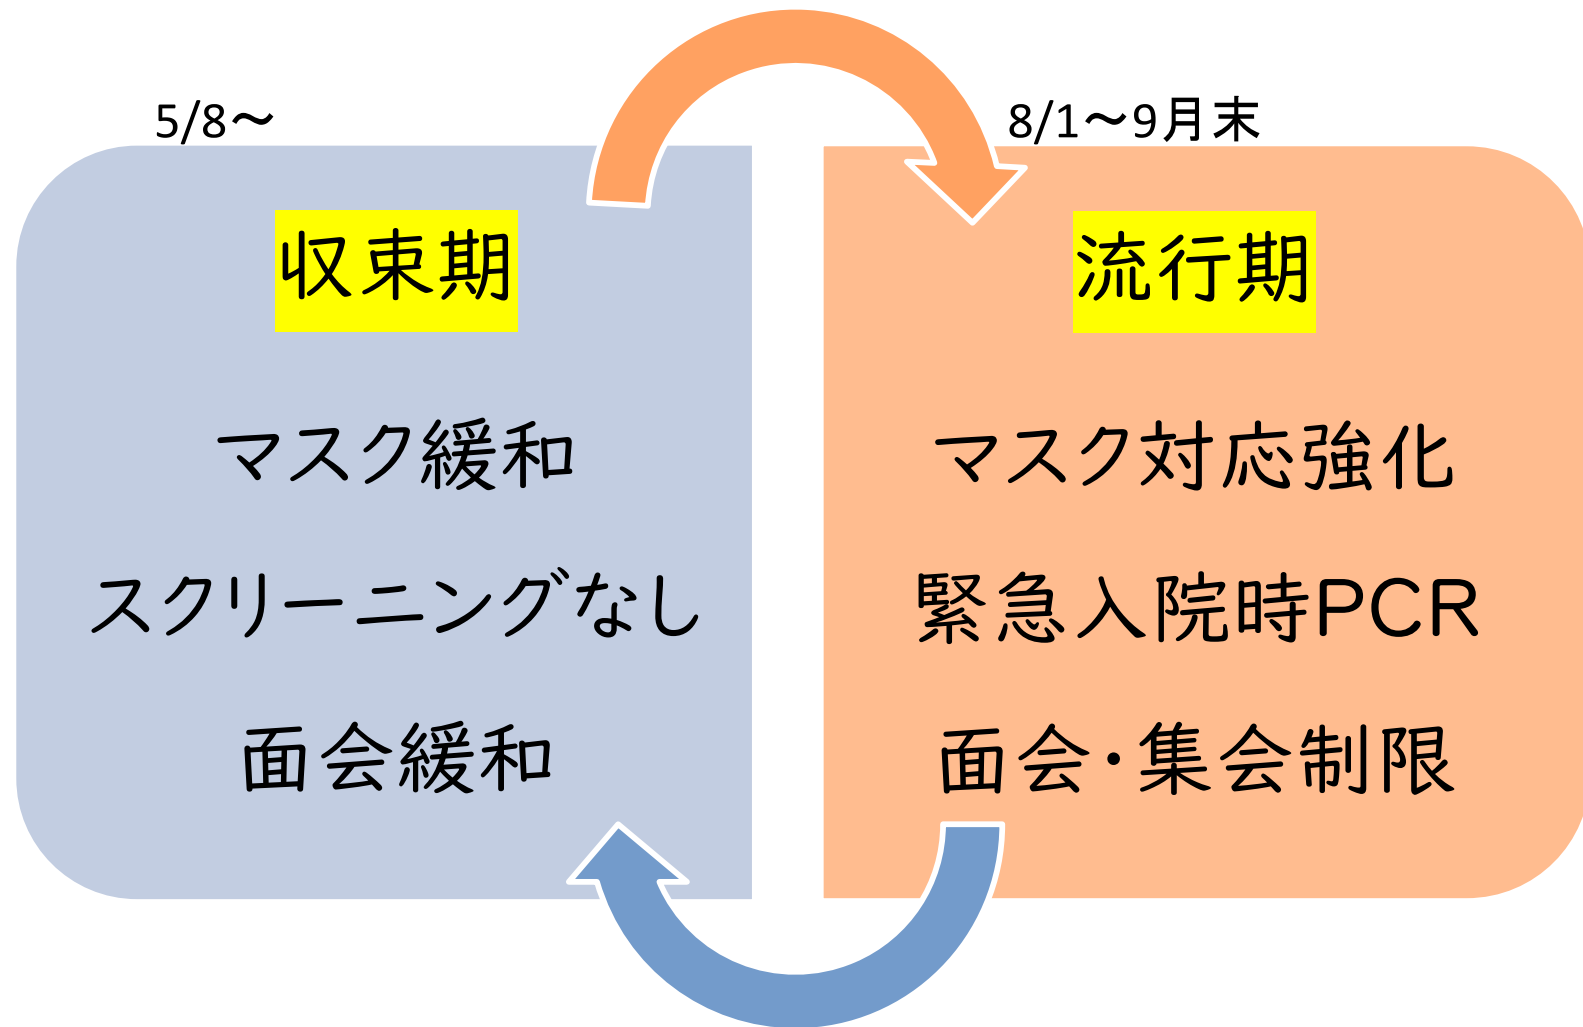 5/8～
収束期
マスク緩和
スクリーニングなし
面会緩和
8/1～9月末
流行期
マスク対応強化
緊急入院時PCR
面会・集会制限